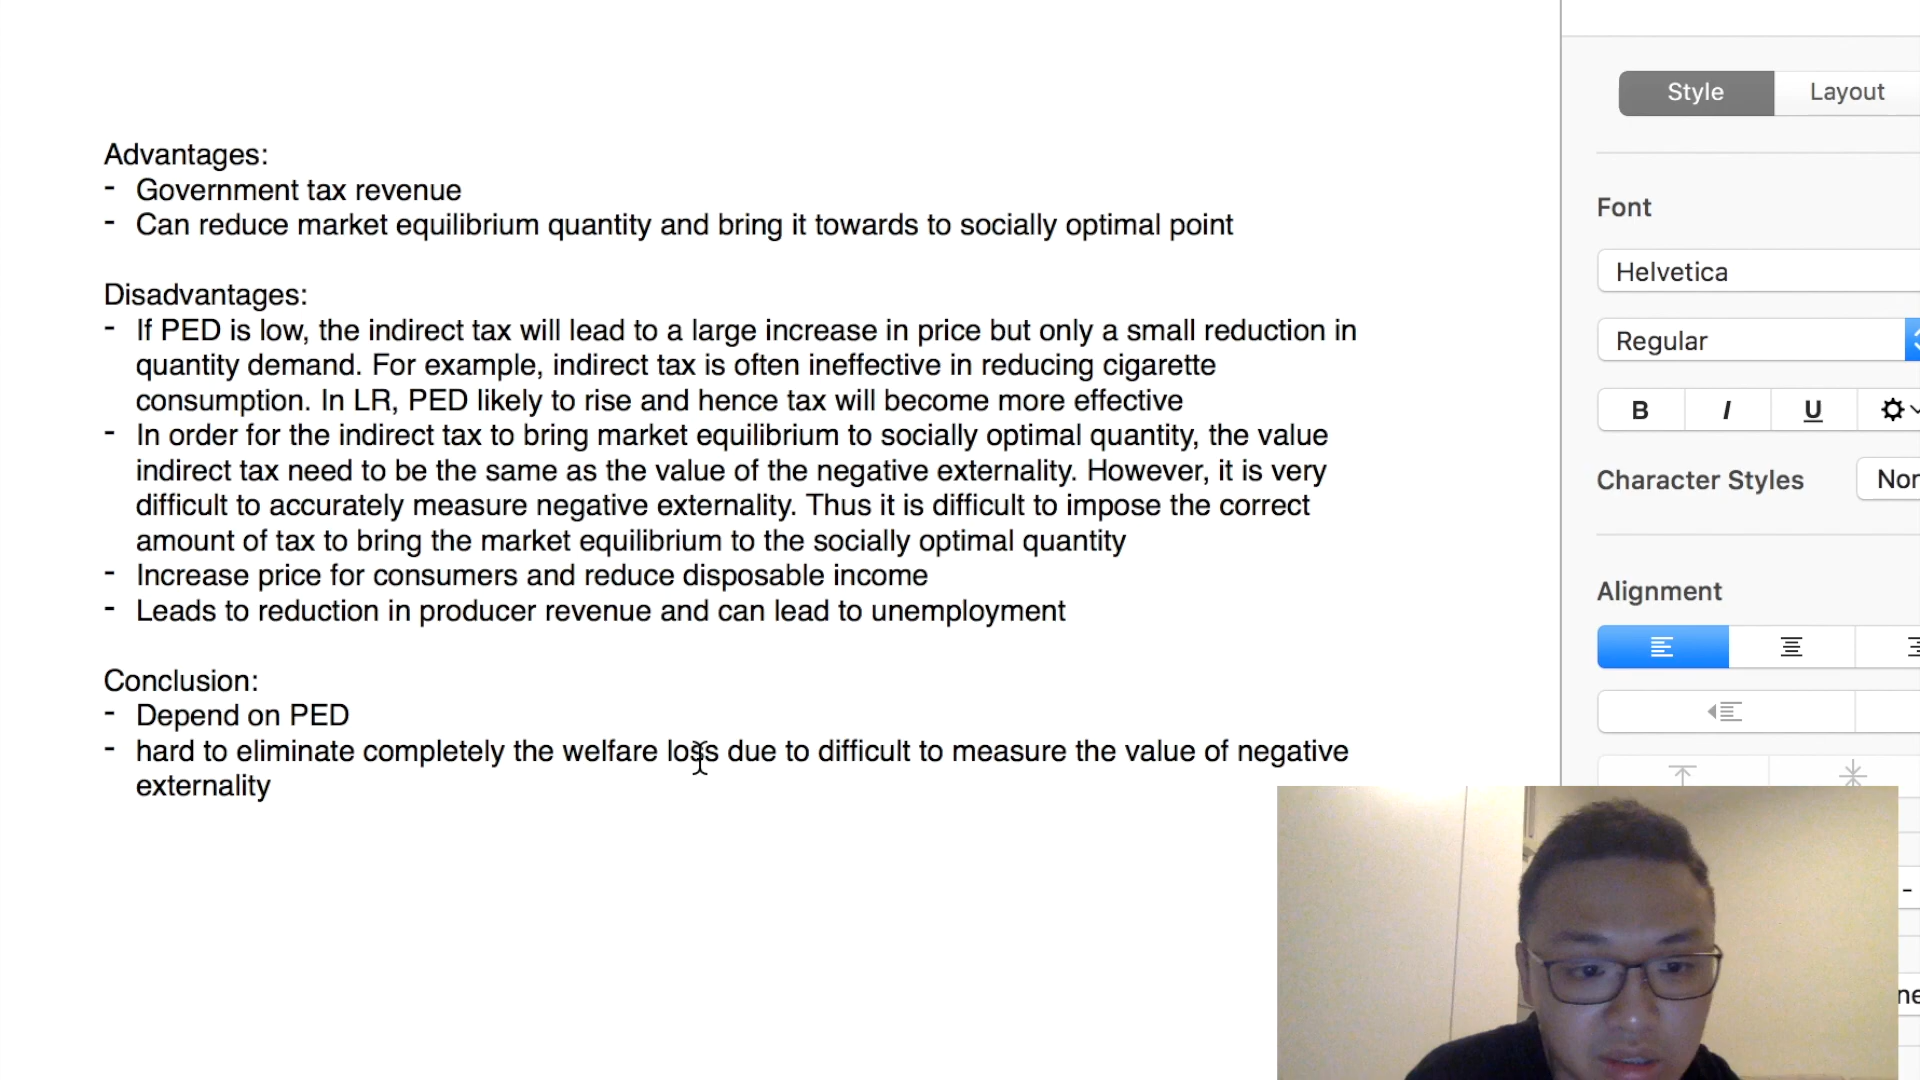 Style
Layout
Advantages:
- Government tax revenue
- Can reduce market equilibrium quantity and bring it towards to socially optimal point
Disadvantages:
- If PED is low, the indirect tax will lead to a large increase in price but only a small reduction in
quantity demand. For example, indirect tax is often ineffective in reducing cigarette
consumption. In LR, PED likely to rise and hence tax will become more effective
- In order for the indirect tax to bring market equilibrium to socially optimal quantity, the value
indirect tax need to be the same as the value of the negative externality. However, it is very
difficult to accurately measure negative externality. Thus it is difficult to impose the correct
amount of tax to bring the market equilibrium to the socially optimal quantity
- Increase price for consumers and reduce disposable income
- Leads to reduction in producer revenue and can lead to unemployment
Conclusion:
- Depend on PED
- hard to eliminate completely the welfare loss due to difficult to measure the value of negative
externality
Font
Helvetica
Regular
B I U
Character Styles
Alignment